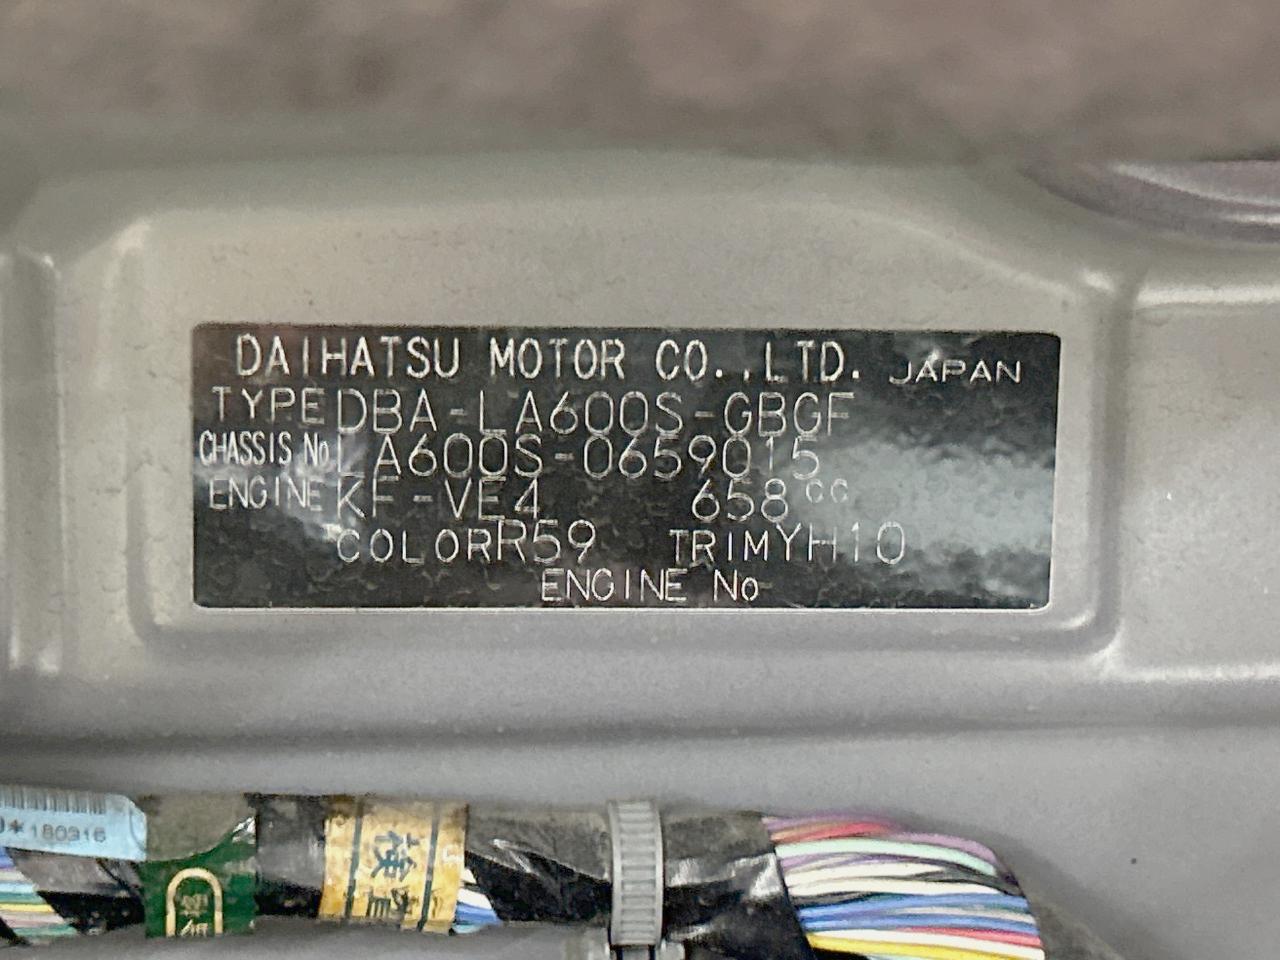 DAIHATSU MOTOR CO.,LTD. JAPAN
TYPE DBA-LA600S-GBGF
CHASSIS No LA600S-0659015
ENGINE KF-VE4 658cc
COLOR R59 TRIM YH10
ENGINE No
*180316